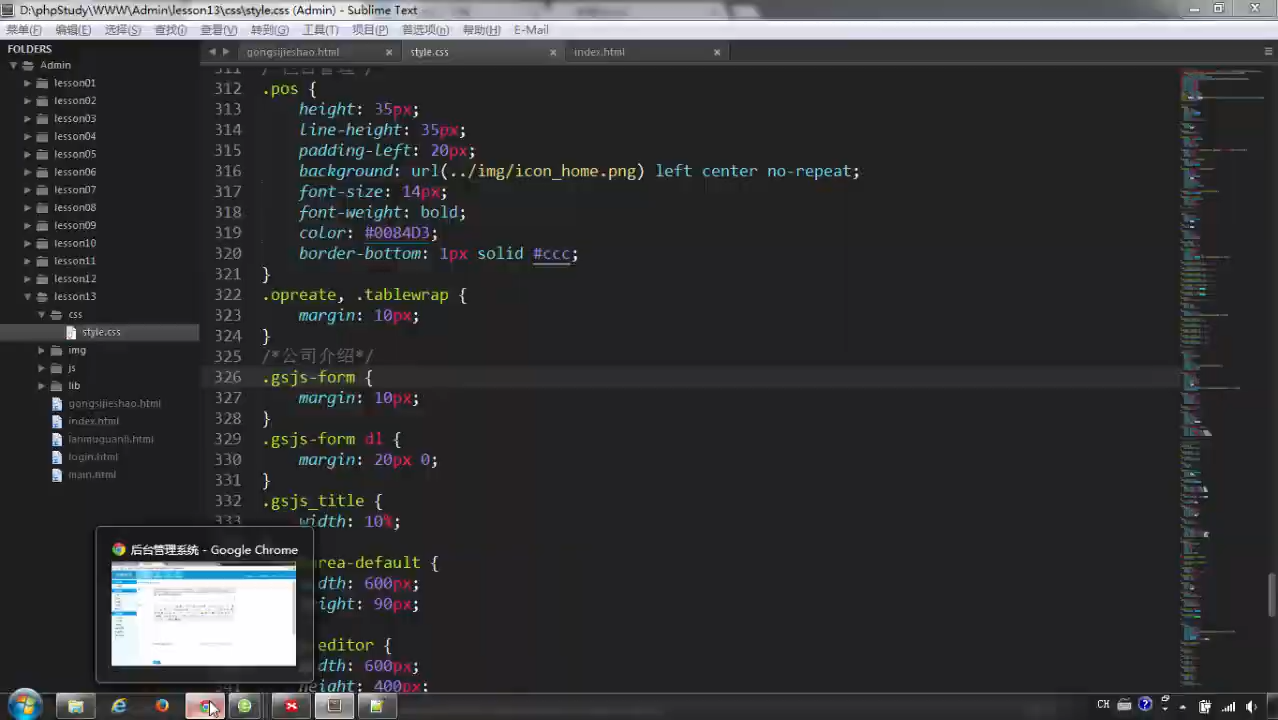 D:\phpStudy\WWW\Admin\lesson13\css\style.css (Admin) - Sublime Text
菜单(F) 编辑(E) 选择(S) 查找(I) 查看(V) 转到(G) 工具(T) 项目(P) 首选项(n) 帮助(H) E-Mail
FOLDERS
Admin
lesson01
lesson02
lesson03
lesson04
lesson05
lesson06
lesson07
lesson08
lesson09
lesson10
lesson11
lesson12
lesson13
css
style.css
img
js
lib
gongsijieshao.html
index.html
lanmuguanli.html
login.html
main.html
gongsijieshao.html style.css index.html
311
312 .pos {
313 height: 35px;
314 line-height: 35px;
315 padding-left: 20px;
316 background: url(../img/icon_home.png) left center no-repeat;
317 font-size: 14px;
318 font-weight: bold;
319 color: #0084D3;
320 border-bottom: 1px solid #ccc;
321 }
322 .opreate, .tablewrap {
323 margin: 10px;
324 }
325 /*公司介绍*/
326 .gsjs-form {
327 margin: 10px;
328 }
329 .gsjs-form dl {
330 margin: 20px 0;
331 }
332 .gsjs_title {
333 width: 10%;
rea-default {
dth: 600px;
editor {
dth: 600px;
341 height: 400px;
后台管理系统 - Google Chrome
CH